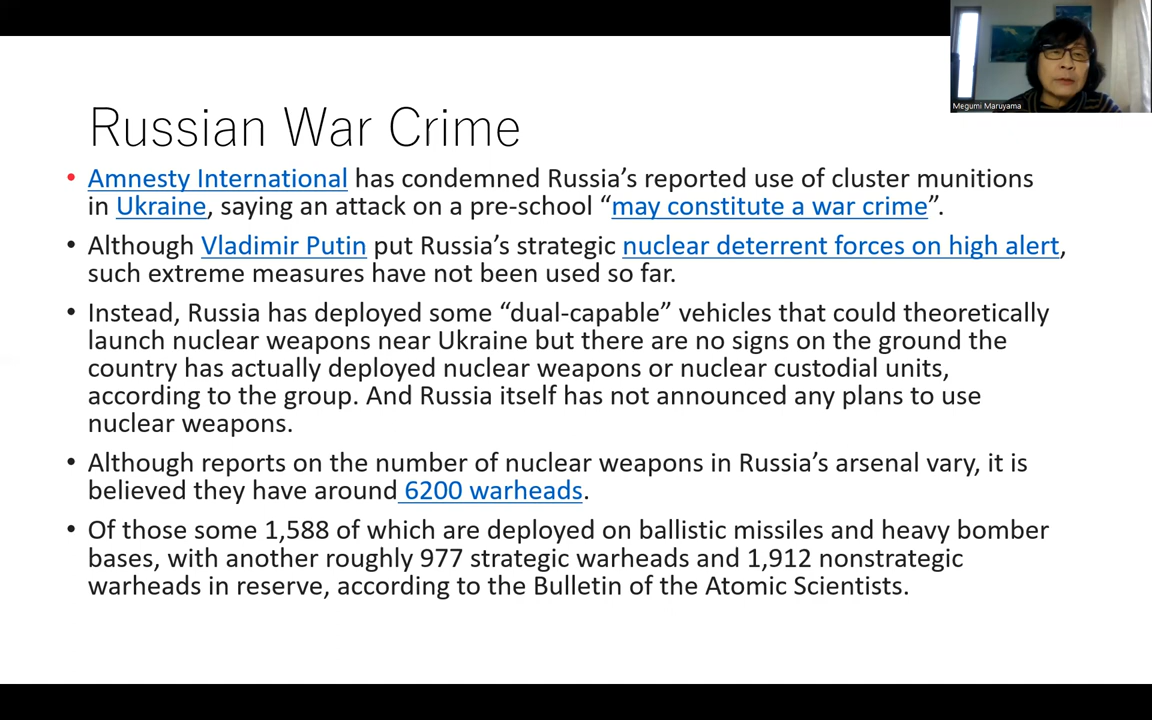 Megumi Maruyama
Russian War Crime
• Amnesty International has condemned Russia’s reported use of cluster munitions
in Ukraine, saying an attack on a pre-school “may constitute a war crime”.
• Although Vladimir Putin put Russia’s strategic nuclear deterrent forces on high alert,
such extreme measures have not been used so far.
• Instead, Russia has deployed some “dual-capable” vehicles that could theoretically
launch nuclear weapons near Ukraine but there are no signs on the ground the
country has actually deployed nuclear weapons or nuclear custodial units,
according to the group. And Russia itself has not announced any plans to use
nuclear weapons.
• Although reports on the number of nuclear weapons in Russia’s arsenal vary, it is
believed they have around 6200 warheads.
• Of those some 1,588 of which are deployed on ballistic missiles and heavy bomber
bases, with another roughly 977 strategic warheads and 1,912 nonstrategic
warheads in reserve, according to the Bulletin of the Atomic Scientists.